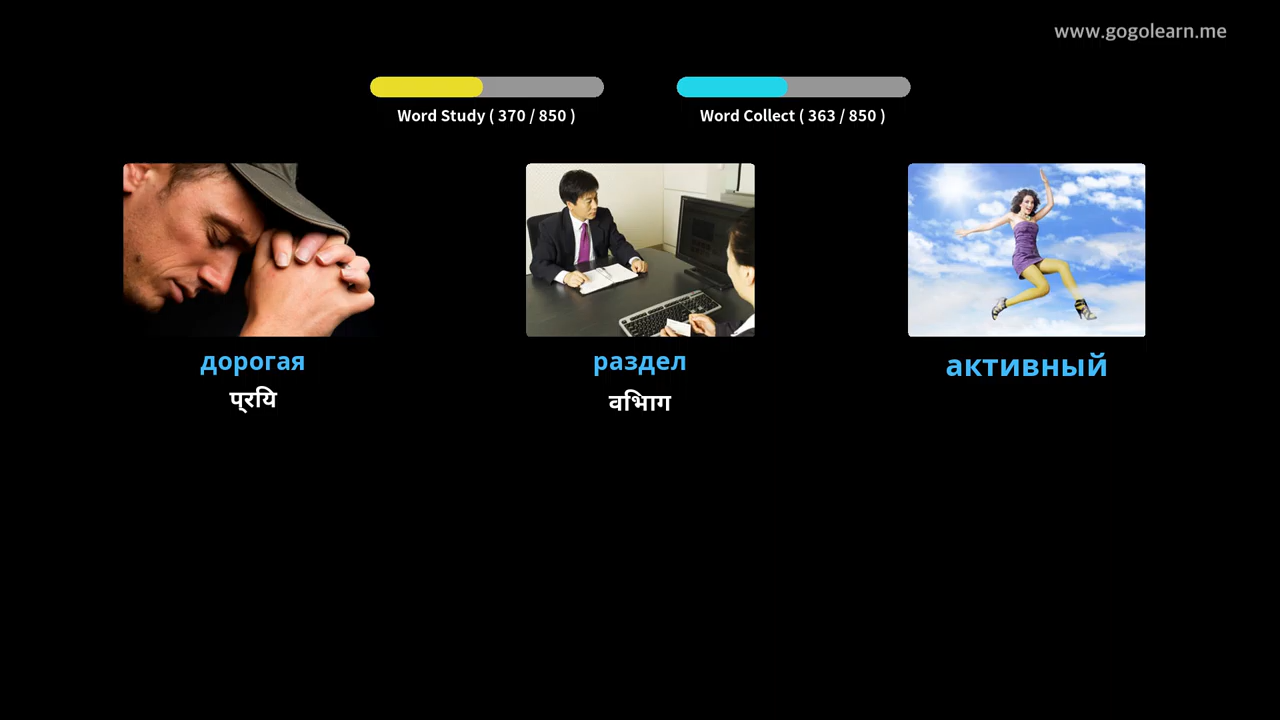 www.gogolearn.me
Word Study ( 370 / 850 )
Word Collect ( 363 / 850 )
дорогая
раздел
активный
प्रिय
विभाग